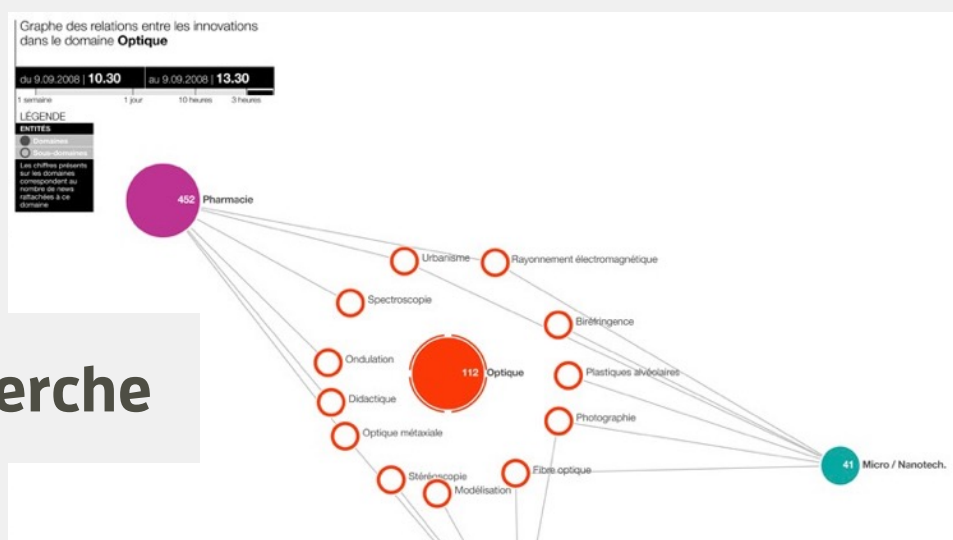 Graphe des relations entre les innovations
dans le domaine Optique
du 9.09.2008 | 10.30 au 9.09.2008 | 13.30
1 semaine 1 jour 10 heures 3 heures
LÉGENDE
ENTITÉS
Domaines
Sous-domaines
Les chiffres présents
sur les domaines
correspondant au
nombre de news
rattachées à ce
domaine
452 Pharmacie
Urbanisme
Rayonnement électromagnétique
Spectroscopie
Biréfringence
Ondulation
112 Optique
Plastiques alvéolaires
erche
Didactique
Photographie
Optique métaxiale
41 Micro / Nanotech.
Fibre optique
Stéréoscopie
Modélisation